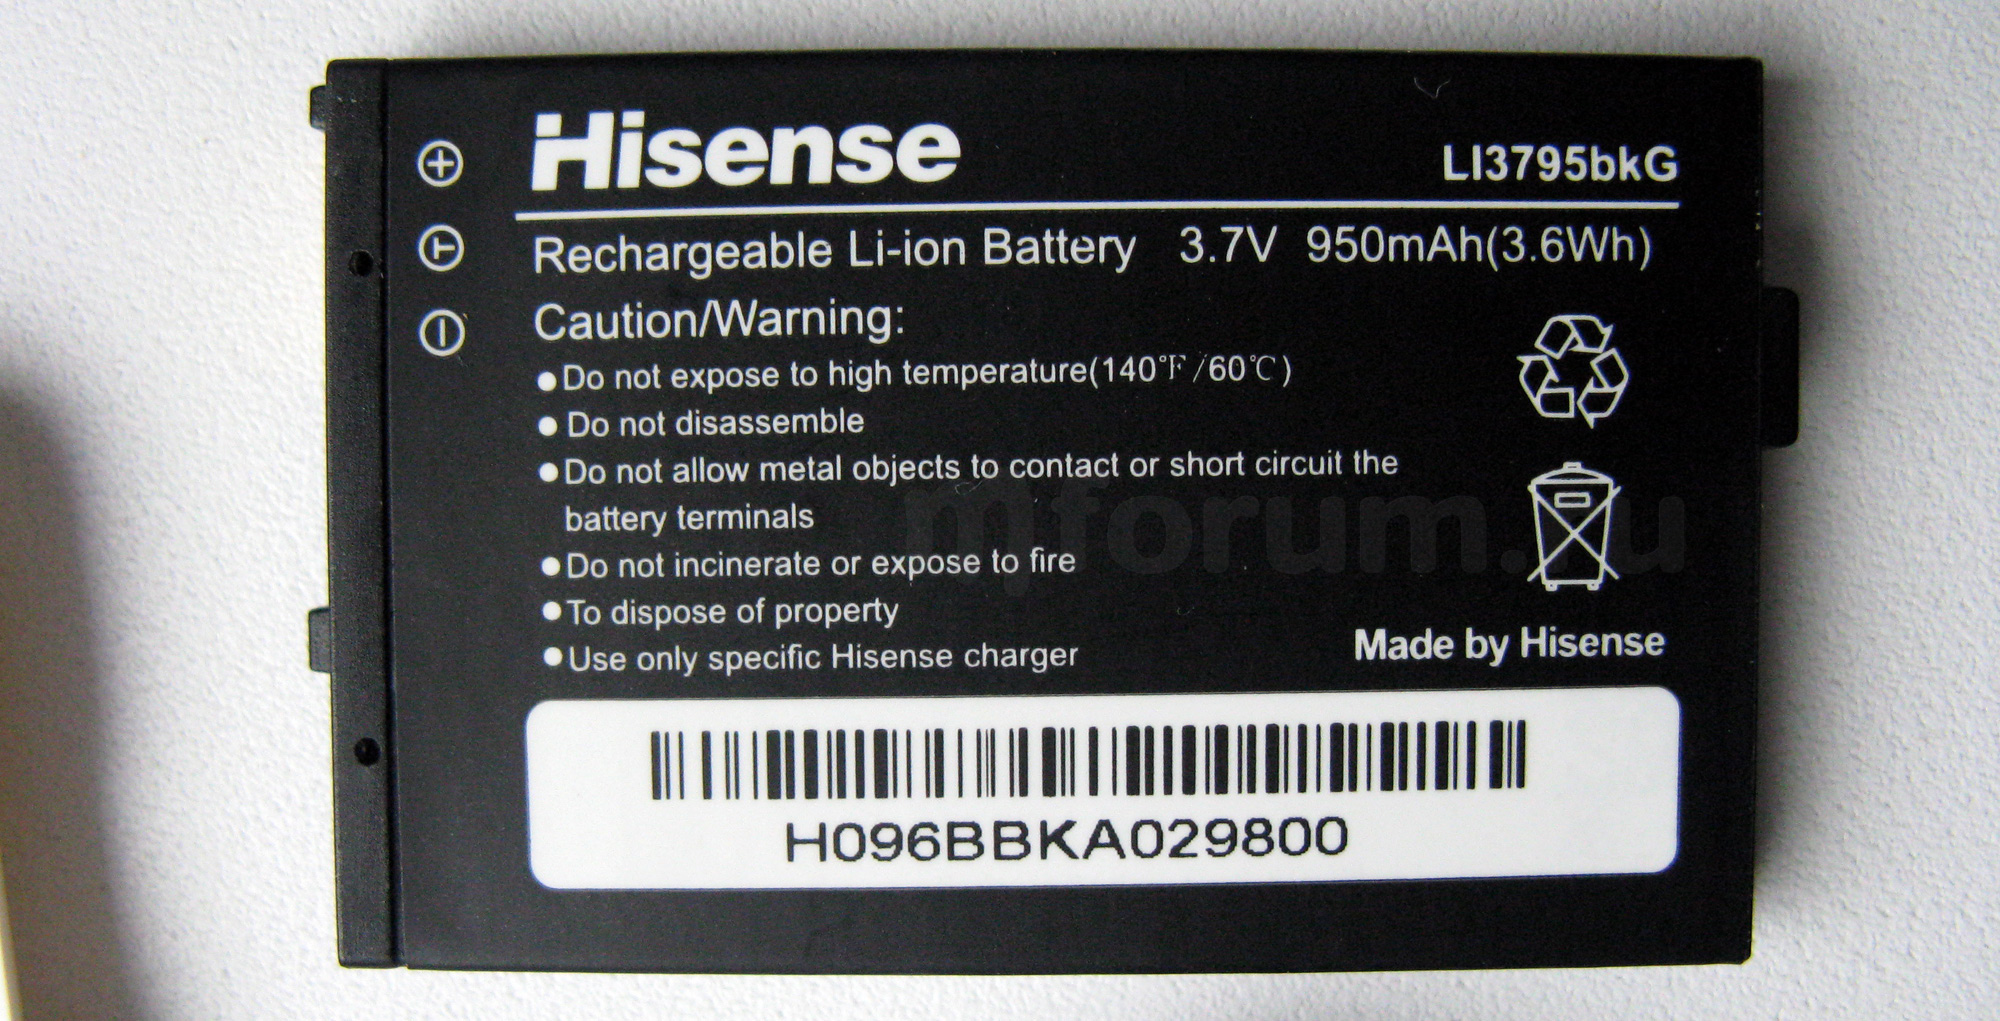 Hisense
LI3795bkG
Rechargeable Li-ion Battery 3.7V 950mAh(3.6Wh)
Caution/Warning:
●Do not expose to high temperature(140°F/60℃)
●Do not disassemble
●Do not allow metal objects to contact or short circuit the
battery terminals
●Do not incinerate or expose to fire
●To dispose of property
●Use only specific Hisense charger
Made by Hisense
H096BBKA029800
mforum.ru